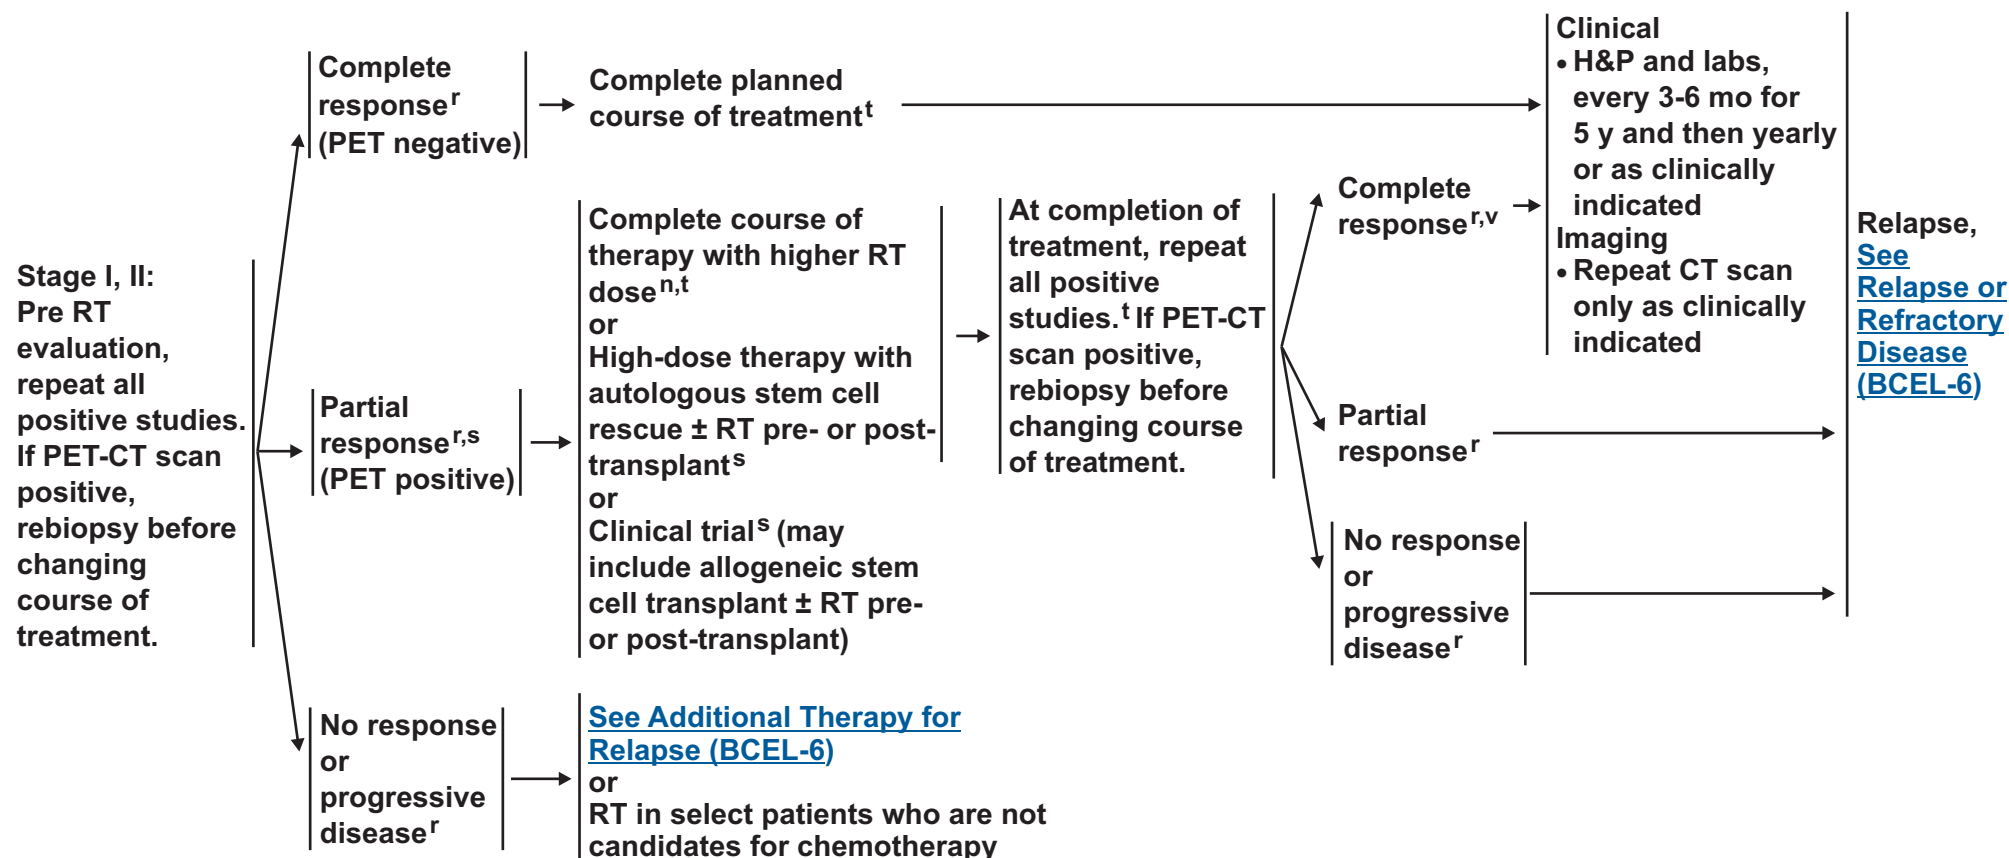 Stage I, II:
Pre RT
evaluation,
repeat all
positive studies.
If PET-CT scan
positive,
rebiopsy before
changing
course of
treatment.
Complete
response r
(PET negative)
Complete planned
course of treatment t
Partial
response r,s
(PET positive)
Complete course of
therapy with higher RT
dose n,t
or
High-dose therapy with
autologous stem cell
rescue ± RT pre- or post-
transplant s
or
Clinical trial s (may
include allogeneic stem
cell transplant ± RT pre-
or post-transplant)
No response
or
progressive
disease r
See Additional Therapy for
Relapse (BCEL-6)
or
RT in select patients who are not
candidates for chemotherapy
At completion of
treatment, repeat
all positive
studies. t If PET-CT
scan positive,
rebiopsy before
changing course
of treatment.
Complete
response r,v
Partial
response r
No response
or
progressive
disease r
Clinical
• H&P and labs,
every 3-6 mo for
5 y and then yearly
or as clinically
indicated
Imaging
• Repeat CT scan
only as clinically
indicated
Relapse,
See
Relapse or
Refractory
Disease
(BCEL-6)